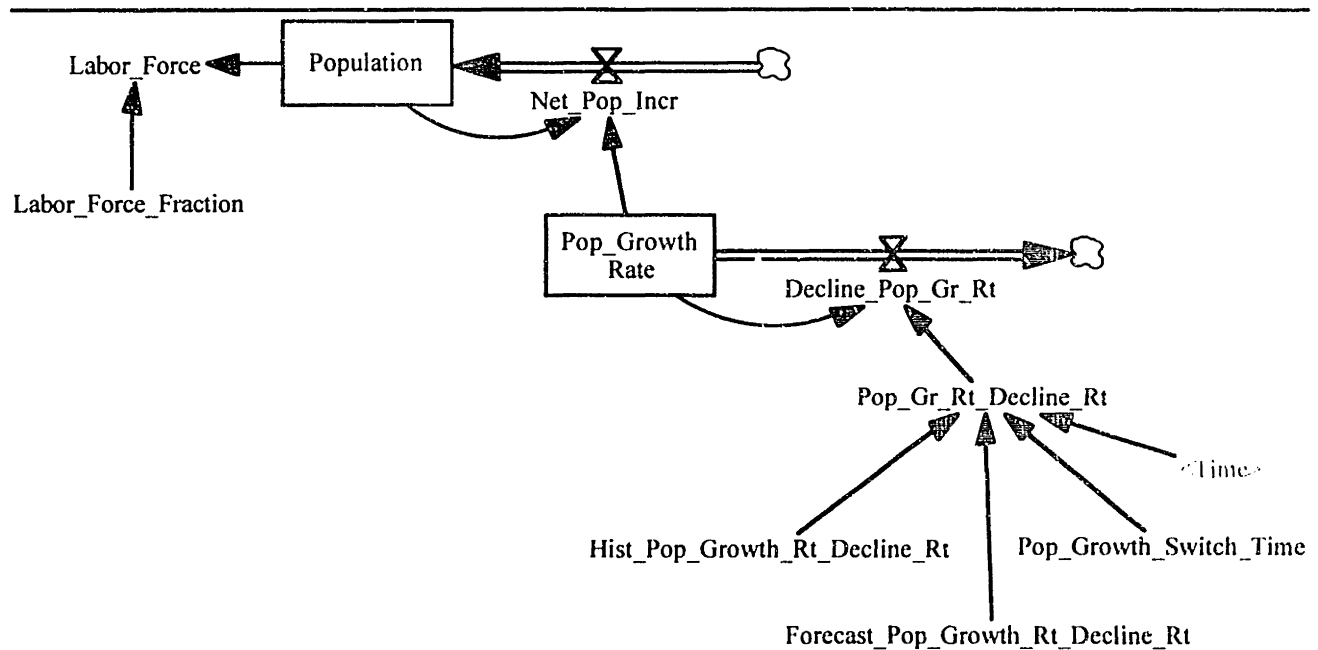 Labor_Force
Population
Net_Pop_Incr
Labor_Force_Fraction
Pop_Growth
Rate
Decline_Pop_Gr_Rt
Pop_Gr_Rt_Decline_Rt
<Time>
Hist_Pop_Growth_Rt_Decline_Rt
Pop_Growth_Switch_Time
Forecast_Pop_Growth_Rt_Decline_Rt